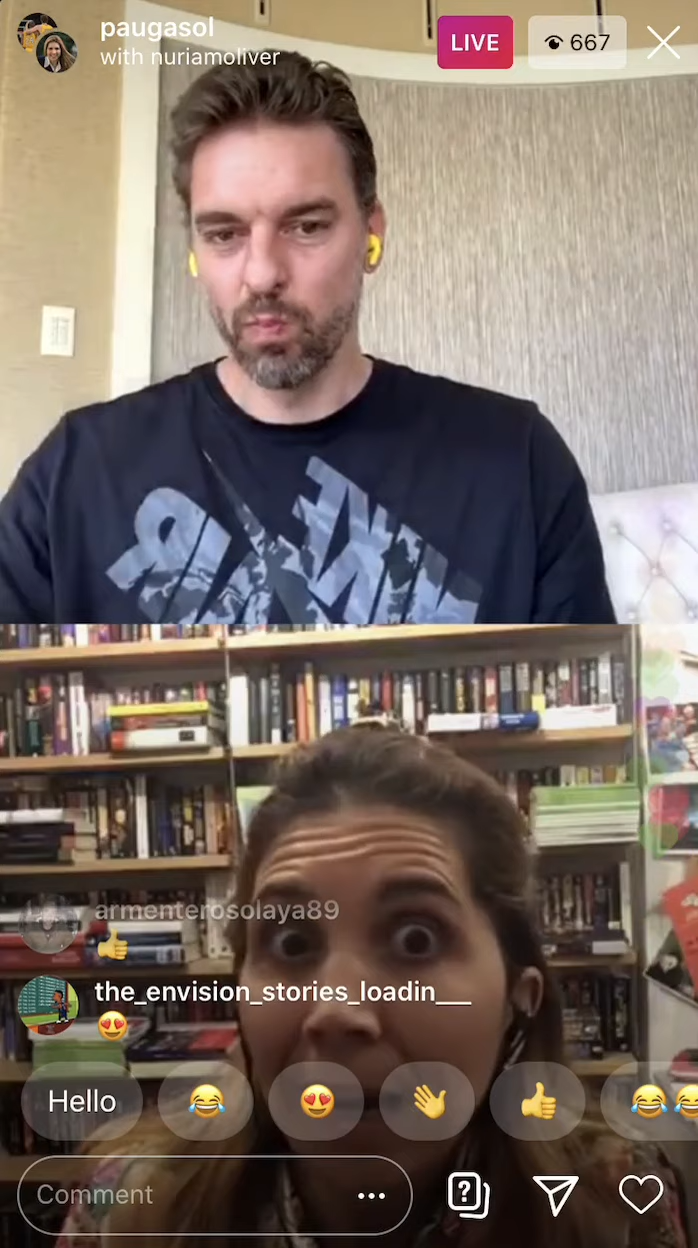 paugasol
with nuriamoliver
LIVE
667
armenterosolaya89
👍
the_envision_stories_loadin___
😍
Hello
😂
😍
👋
👍
😂😂
Comment